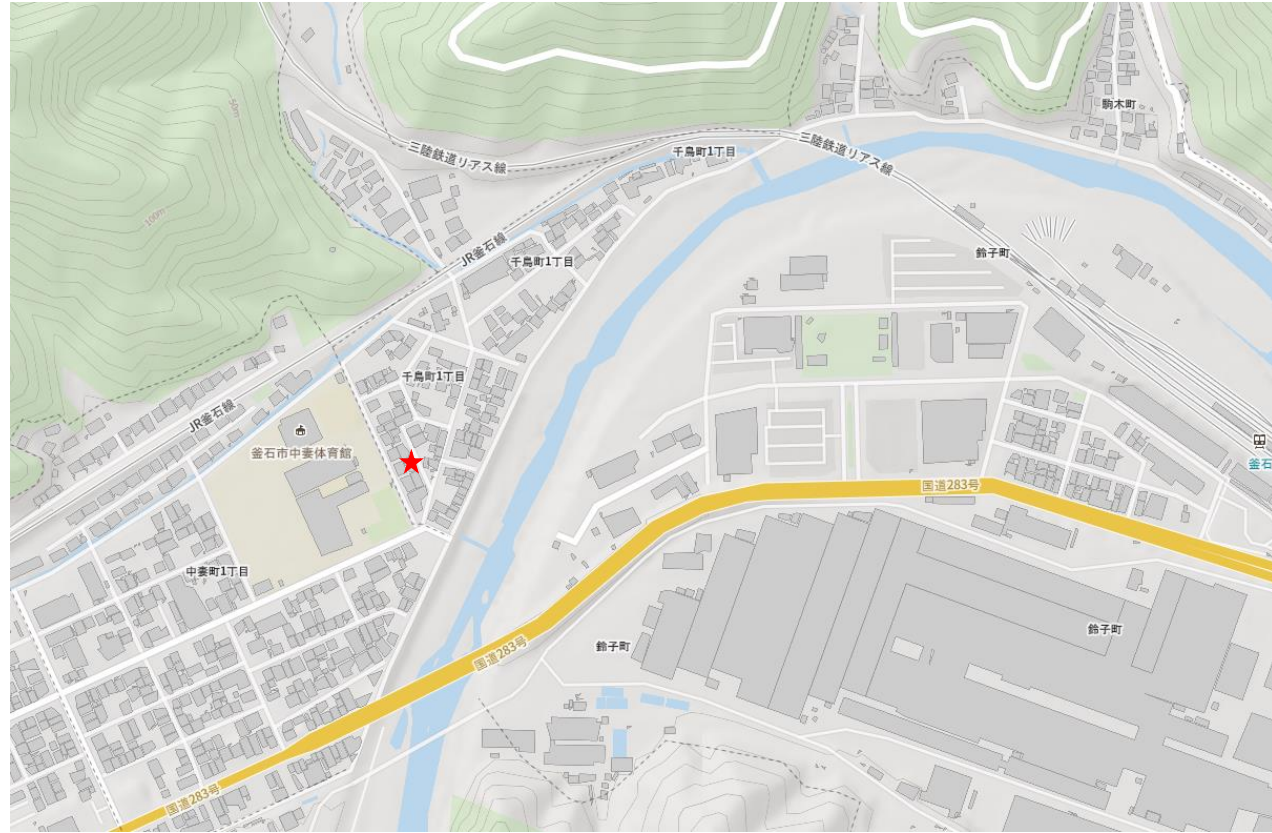 駒木町
50m
三陸鉄道リアス線
千鳥町1丁目
三陸鉄道リアス線
100m
JR釜石線
千鳥町1丁目
鈴子町
千鳥町1丁目
JR釜石線
釜石市中妻体育館
釜石
国道283号
中妻町1丁目
鈴子町
鈴子町
国道283号
国道283号